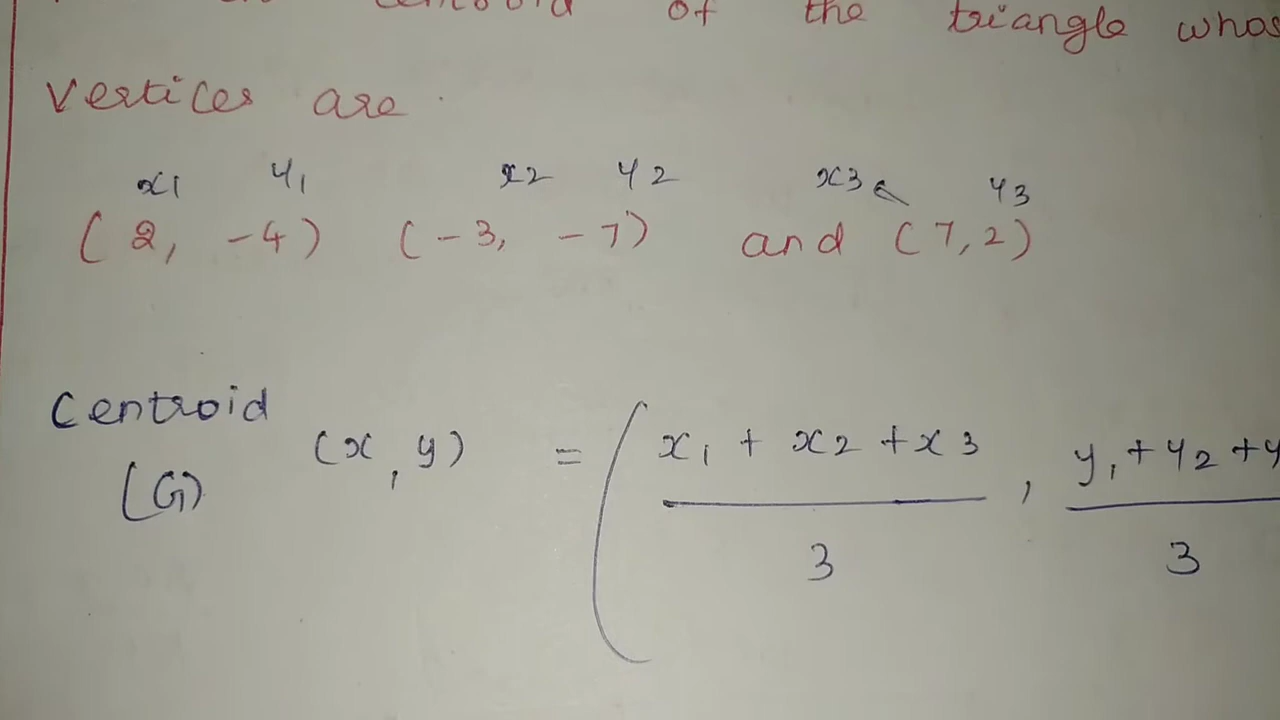 centroid of the triangle
vertices are
x1 y1 x2 y2 x3 y3
(2, -4) (-3, -7) and (7,2)
Centroid
(G) (x, y) = ( x1 + x2 + x3 / 3 , y1 + y2 + y / 3